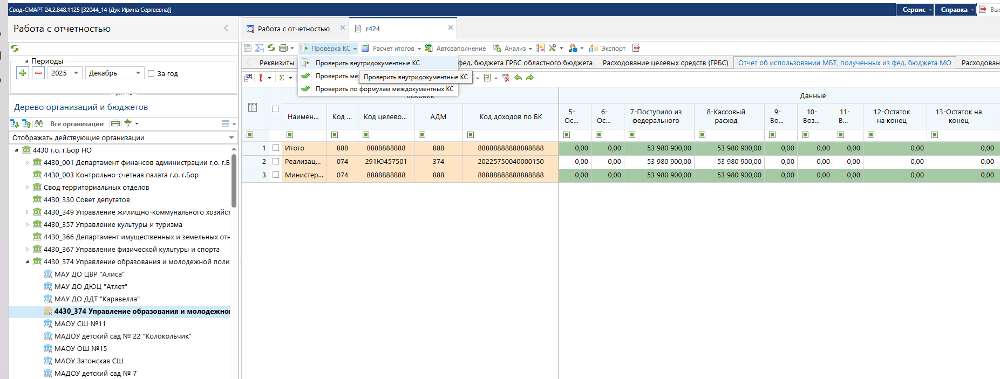 Свод-СМАРТ 24.2.848.1125 [32044_14 (Дук Ирина Сергеевна)]
Сервис
Справка
Работа с отчетностью
Периоды
2025
Декабрь
За год
Дерево организаций и бюджетов
Все организации
Отображать действующие организации
4430 г.о. г.Бор НО
4430_001 Департамент финансов администрации г.о. г.Б
4430_003 Контрольно-счетная палата г.о. г.Бор
Свод территориальных отделов
4430_330 Совет депутатов
4430_349 Управление жилищно-коммунального хозяйст
4430_357 Управление культуры и туризма
4430_366 Департамент имущественных и земельных отн
4430_367 Управление физической культуры и спорта
4430_374 Управление образования и молодежной поли
МАУ ДО ЦВР "Алиса"
МАУ ДО ДЮЦ "Атлет"
МАУ ДО ДДТ "Каравелла"
4430_374 Управление образования и молодежно
МАОУ СШ №11
МАДОУ детский сад № 22 "Колокольчик"
МАОУ ОШ №15
МАОУ Затонская СШ
МАДОУ детский сад № 7
Работа с отчетностью
r424
Проверка КС
Расчет итогов
Автозаполнение
Анализ
Экспорт
Реквизиты
фед. бюджета ГРБС областного бюджета
Расходование целевых средств (ГРБС)
Отчет об использовании МБТ, полученных из фед. бюджета МО
Расходован
Проверить внутридокументные КС
Проверить ме
Проверить внутридокументные КС
Проверить по формулам междокументных КС
Данные
Наимен... Код ... Код целево... АДМ Код доходов по БК 5-Ос... 6-Ос... 7-Поступило из федерального 8-Кассовый расход 9-Во... 10-Воз... 11-В... 12-Остаток на конец 13-Остаток на конец
1 Итого 888 8888888888 888 88888888888888888 0,00 0,00 53 980 900,00 53 980 900,00 0,00 0,00 0,00 0,00 0,00
2 Реализац... 074 291Ю457501 374 20225750040000150 0,00 0,00 53 980 900,00 53 980 900,00 0,00 0,00 0,00 0,00 0,00
3 Министер... 074 8888888888 888 88888888888888888 0,00 0,00 53 980 900,00 53 980 900,00 0,00 0,00 0,00 0,00 0,00